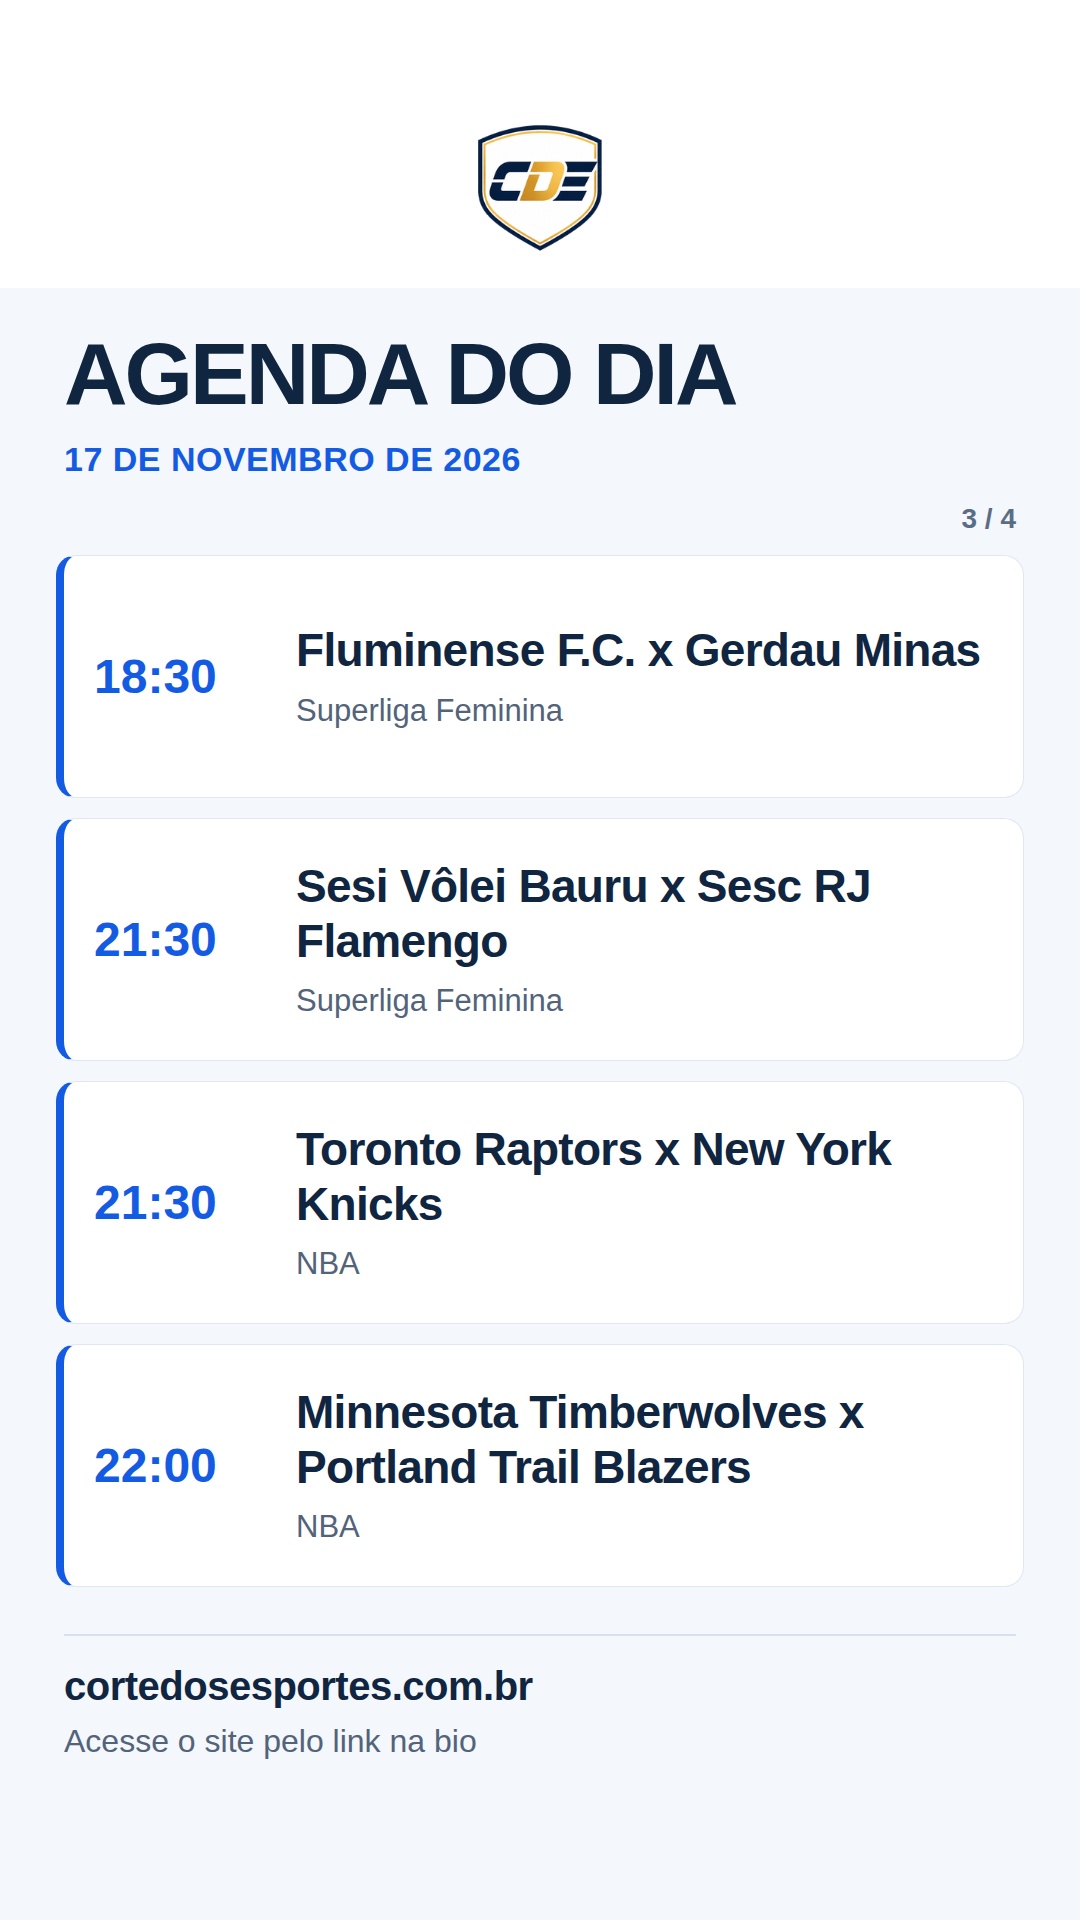 CDE
AGENDA DO DIA
17 DE NOVEMBRO DE 2026
3 / 4
18:30
Fluminense F.C. x Gerdau Minas
Superliga Feminina
21:30
Sesi Vôlei Bauru x Sesc RJ
Flamengo
Superliga Feminina
21:30
Toronto Raptors x New York
Knicks
NBA
22:00
Minnesota Timberwolves x
Portland Trail Blazers
NBA
cortedosesportes.com.br
Acesse o site pelo link na bio